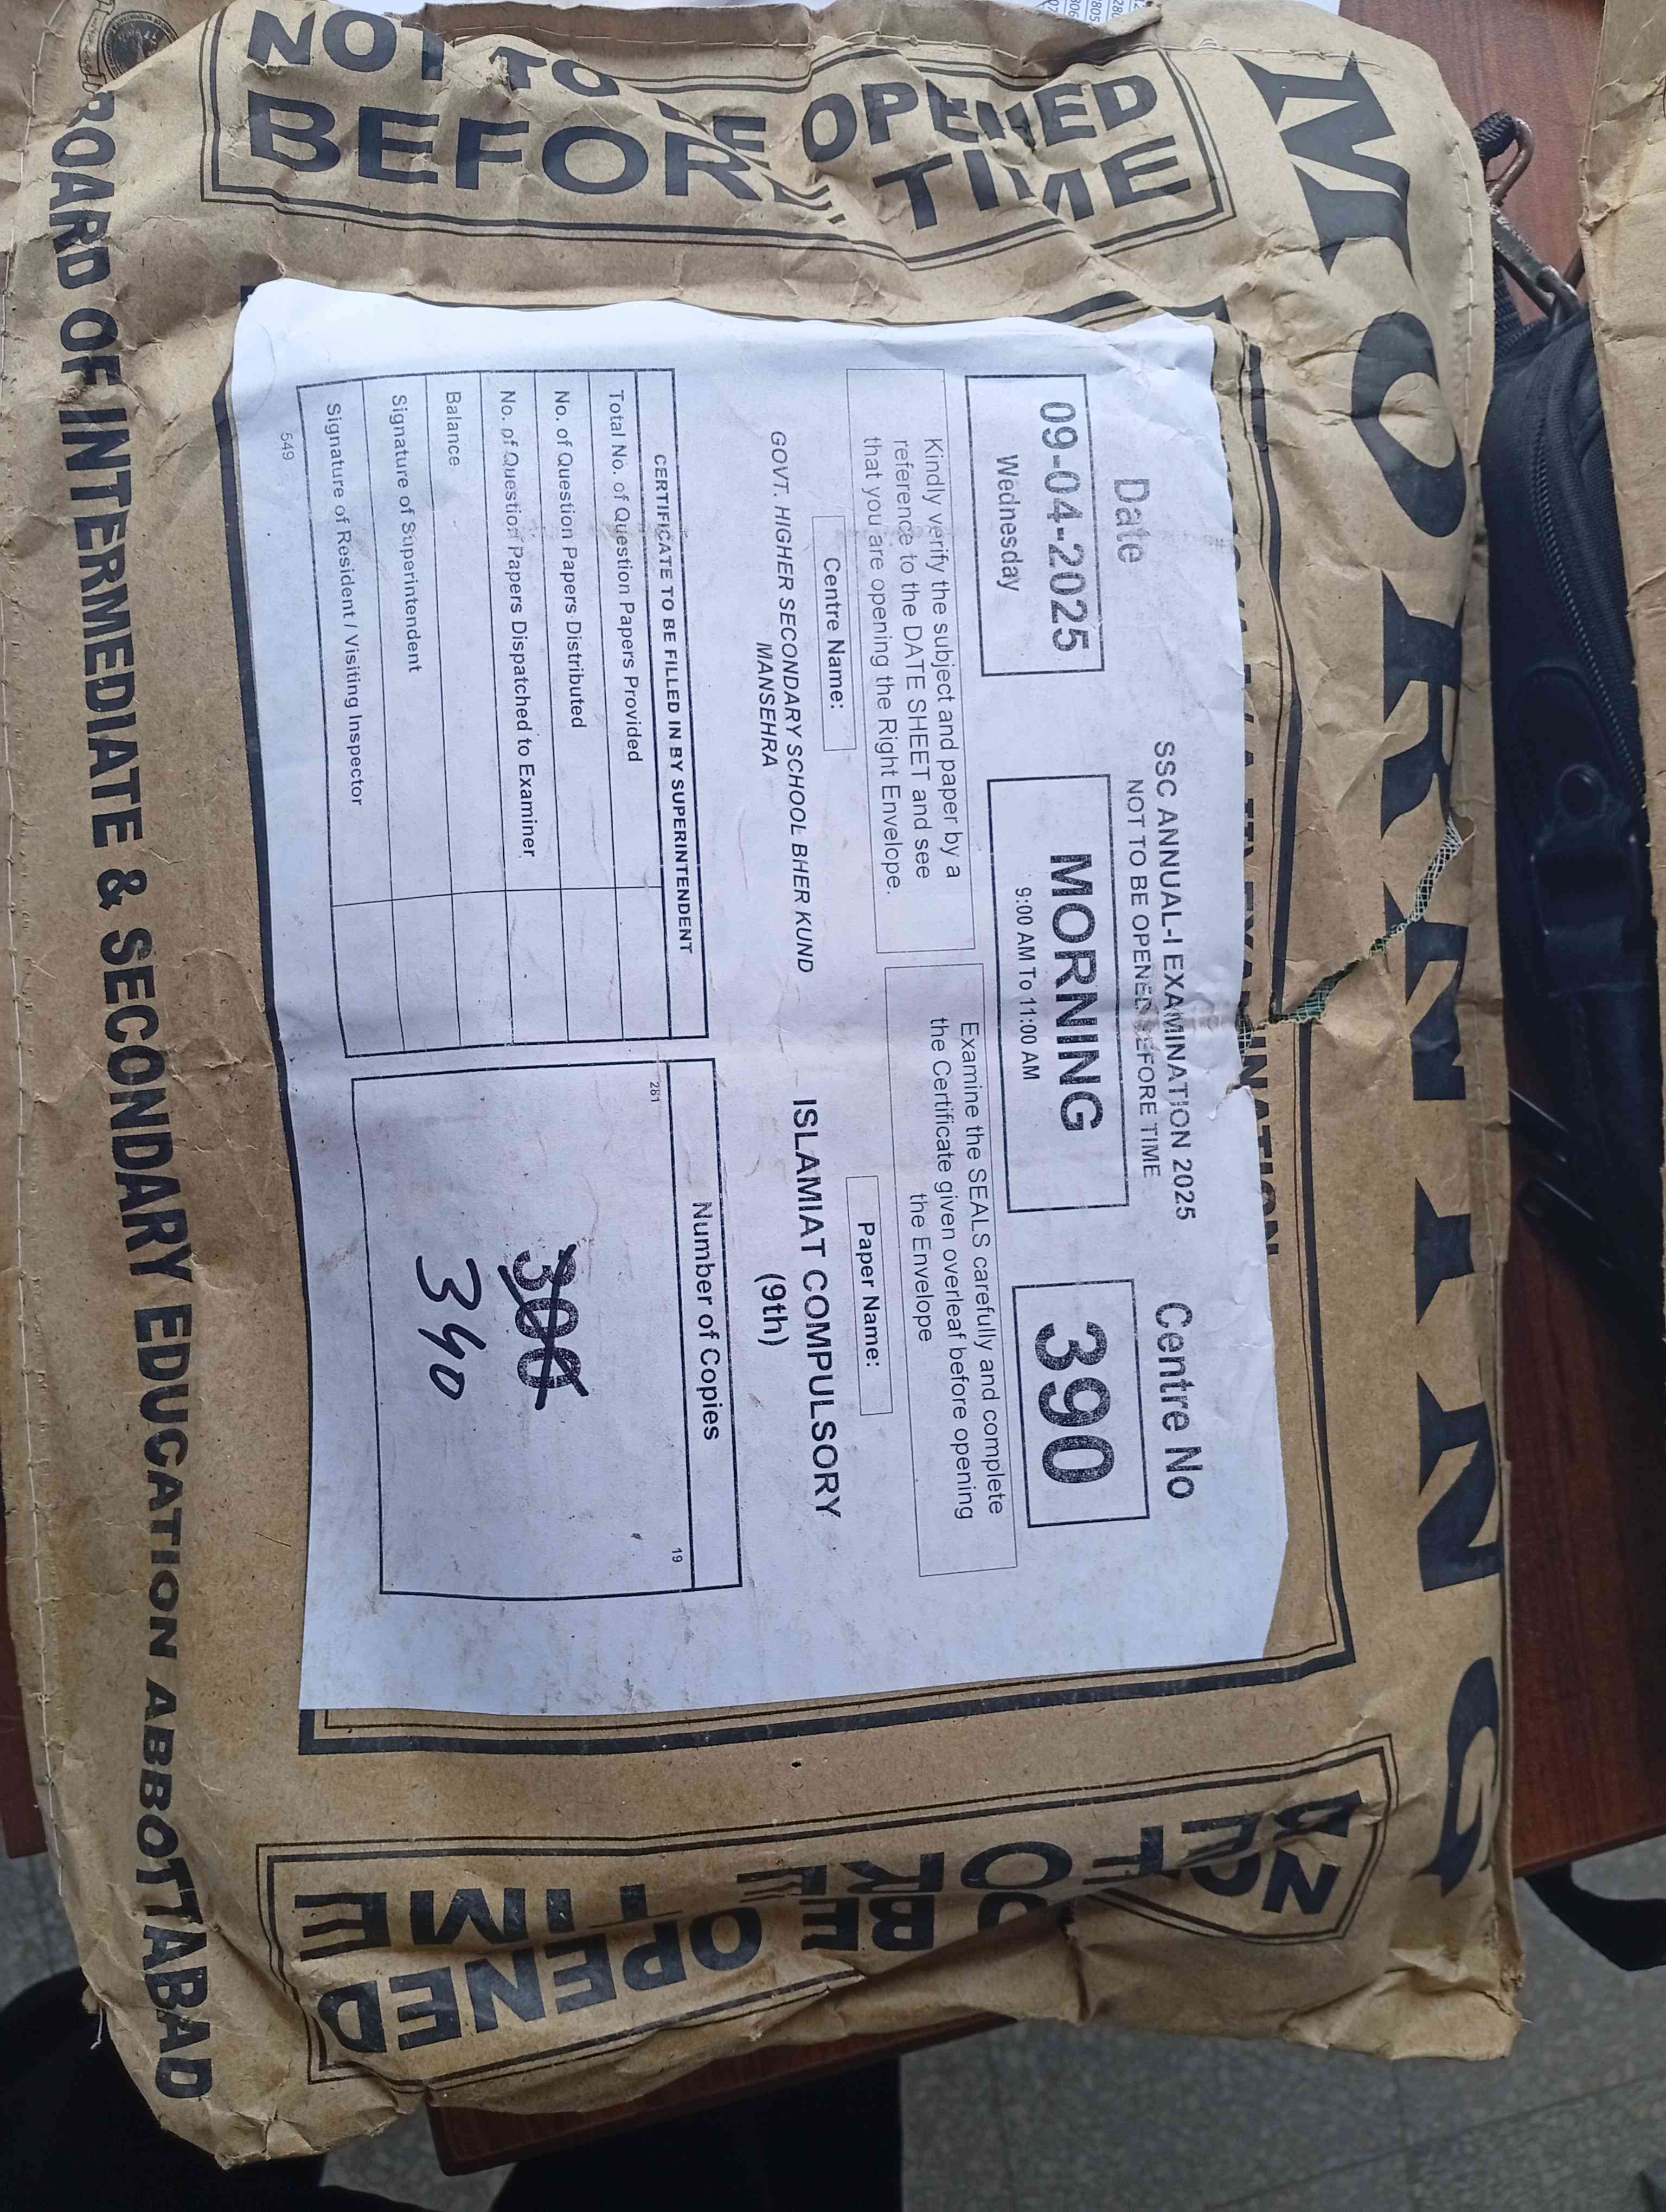 MORNING
NOT TO BE OPENED
BEFORE TIME
Date
09-04-2025
Wednesday
SSC ANNUAL-I EXAMINATION 2025
NOT TO BE OPENED BEFORE TIME
MORNING
9:00 AM To 11:00 AM
Centre No
390
Kindly verify the subject and paper by a
reference to the DATE SHEET and see
that you are opening the Right Envelope.
Examine the SEALS carefully and complete
the Certificate given overleaf before opening
the Envelope
Centre Name:
GOVT. HIGHER SECONDARY SCHOOL BHER KUND
MANSEHRA
Paper Name:
ISLAMIAT COMPULSORY
(9th)
CERTIFICATE TO BE FILLED IN BY SUPERINTENDENT
Total No. of Question Papers Provided
No. of Question Papers Distributed
No. of Question Papers Dispatched to Examiner
Balance
Signature of Superintendent
Signature of Resident / Visiting Inspector
549
Number of Copies
281
19
300
340
NOT TO BE OPENED
BEFORE TIME
BOARD OF INTERMEDIATE & SECONDARY EDUCATION ABBOTTABAD